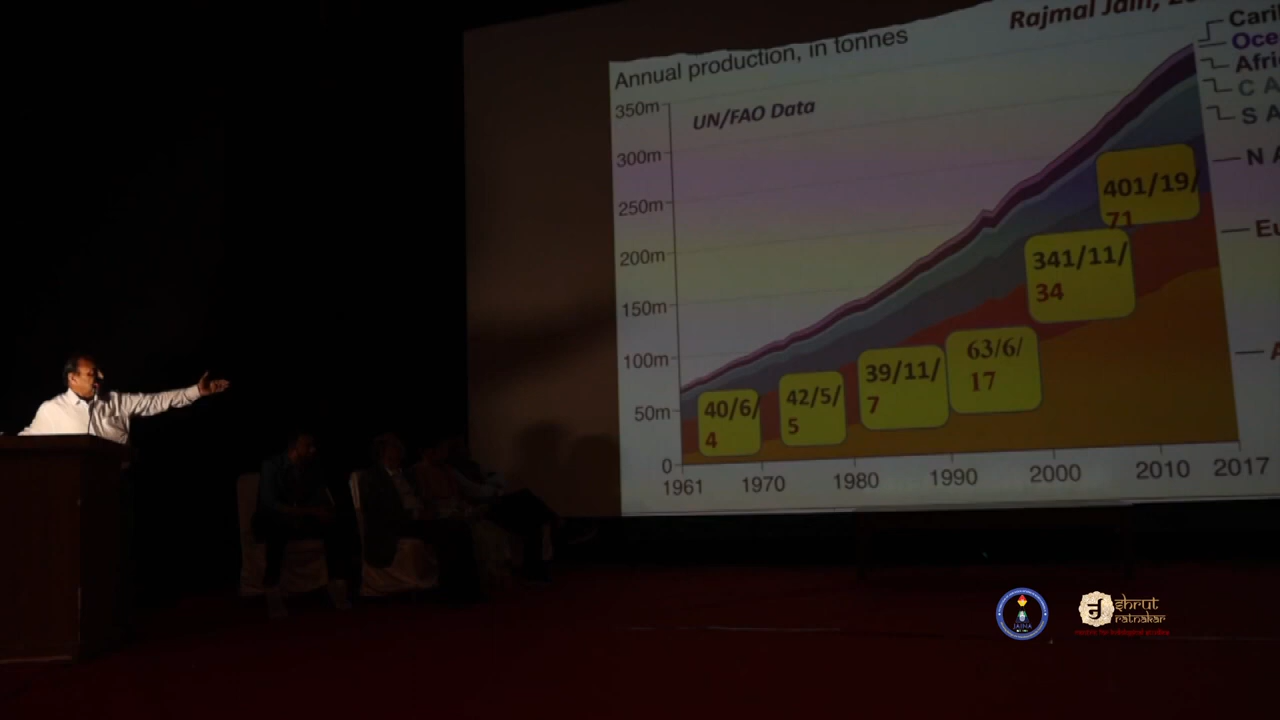 Rajmal Jain,
Annual production, in tonnes
UN/FAO Data
350m
300m
250m
200m
150m
100m
50m
0
1961
1970
1980
1990
2000
2010
2017
40/6/
4
42/5/
5
39/11/
7
63/6/
17
341/11/
34
401/19/
71
Cari
Oce
Afri
C A
S A
N A
Eu
A
JAINA
shrut
ratnakar